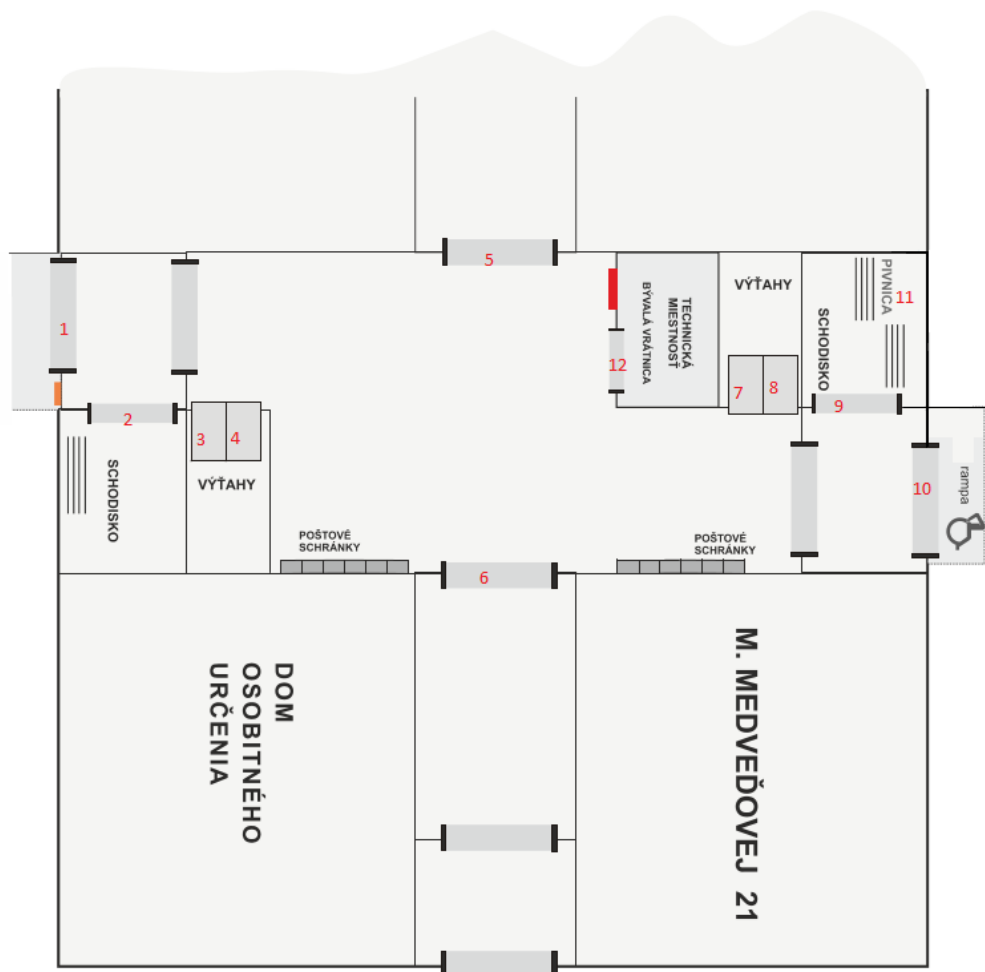 5
1
2
3
4
VÝŤAHY
SCHODISKO
12
BÝVALÁ VRÁTNICA
TECHNICKÁ
MIESTNOSŤ
VÝŤAHY
7
8
SCHODISKO
PIVNICA
11
9
10
rampa
POŠTOVÉ
SCHRÁNKY
POŠTOVÉ
SCHRÁNKY
6
DOM
OSOBITNÉHO
URČENIA
M. MEDVEĎOVEJ 21